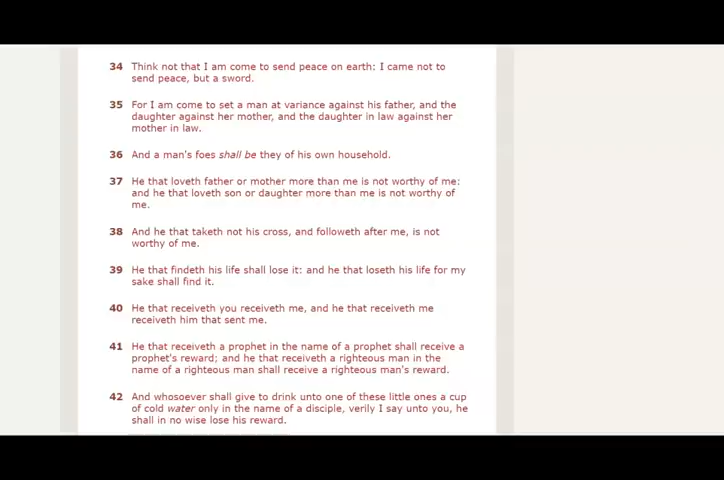 34 Think not that I am come to send peace on earth: I came not to
send peace, but a sword.
35 For I am come to set a man at variance against his father, and the
daughter against her mother, and the daughter in law against her
mother in law.
36 And a man's foes shall be they of his own household.
37 He that loveth father or mother more than me is not worthy of me:
and he that loveth son or daughter more than me is not worthy of
me.
38 And he that taketh not his cross, and followeth after me, is not
worthy of me.
39 He that findeth his life shall lose it: and he that loseth his life for my
sake shall find it.
40 He that receiveth you receiveth me, and he that receiveth me
receiveth him that sent me.
41 He that receiveth a prophet in the name of a prophet shall receive a
prophet's reward; and he that receiveth a righteous man in the
name of a righteous man shall receive a righteous man's reward.
42 And whosoever shall give to drink unto one of these little ones a cup
of cold water only in the name of a disciple, verily I say unto you, he
shall in no wise lose his reward.